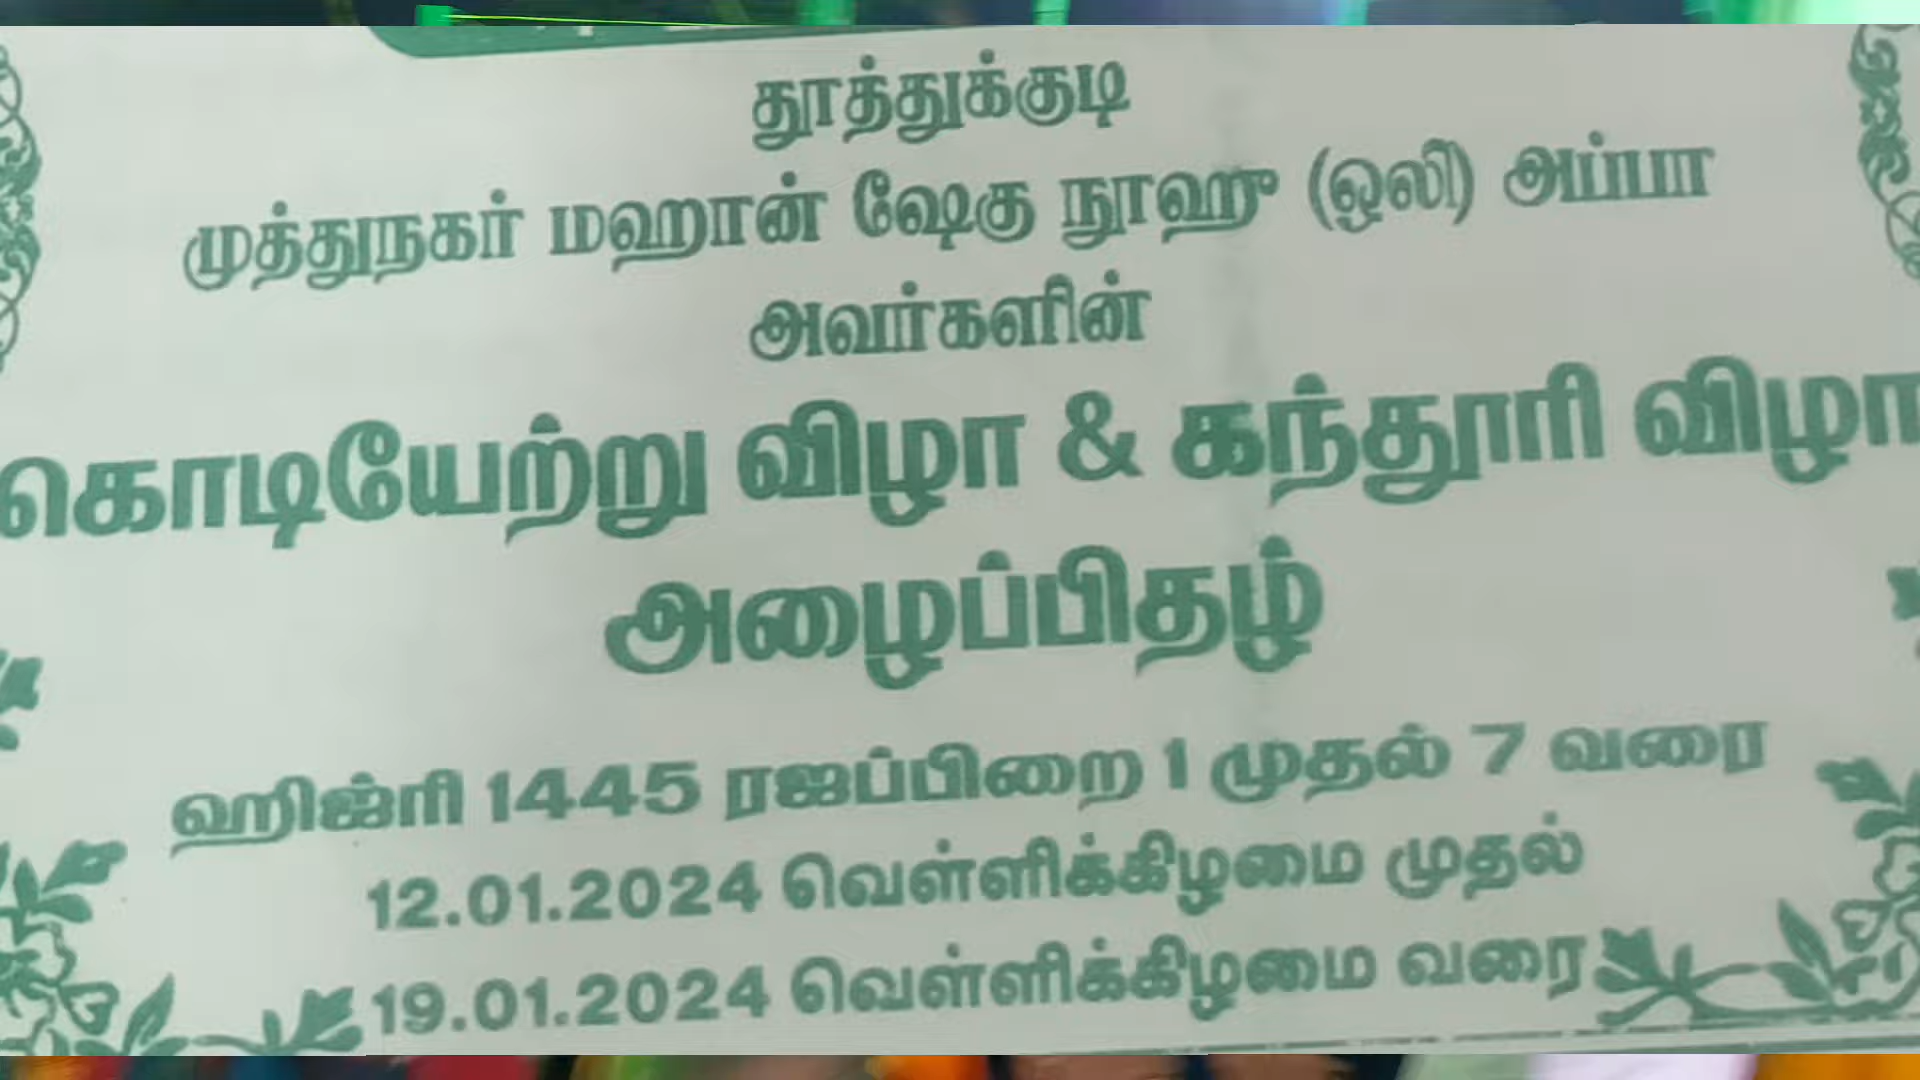 தூத்துக்குடி
முத்துநகர் மஹான் ஷேகு நூஹு (ஒலி) அப்பா
அவர்களின்
கொடியேற்று விழா & கந்தூரி விழா
அழைப்பிதழ்
ஹிஜ்ரி 1445 ரஜப்பிறை 1 முதல் 7 வரை
12.01.2024 வெள்ளிக்கிழமை முதல்
19.01.2024 வெள்ளிக்கிழமை வரை